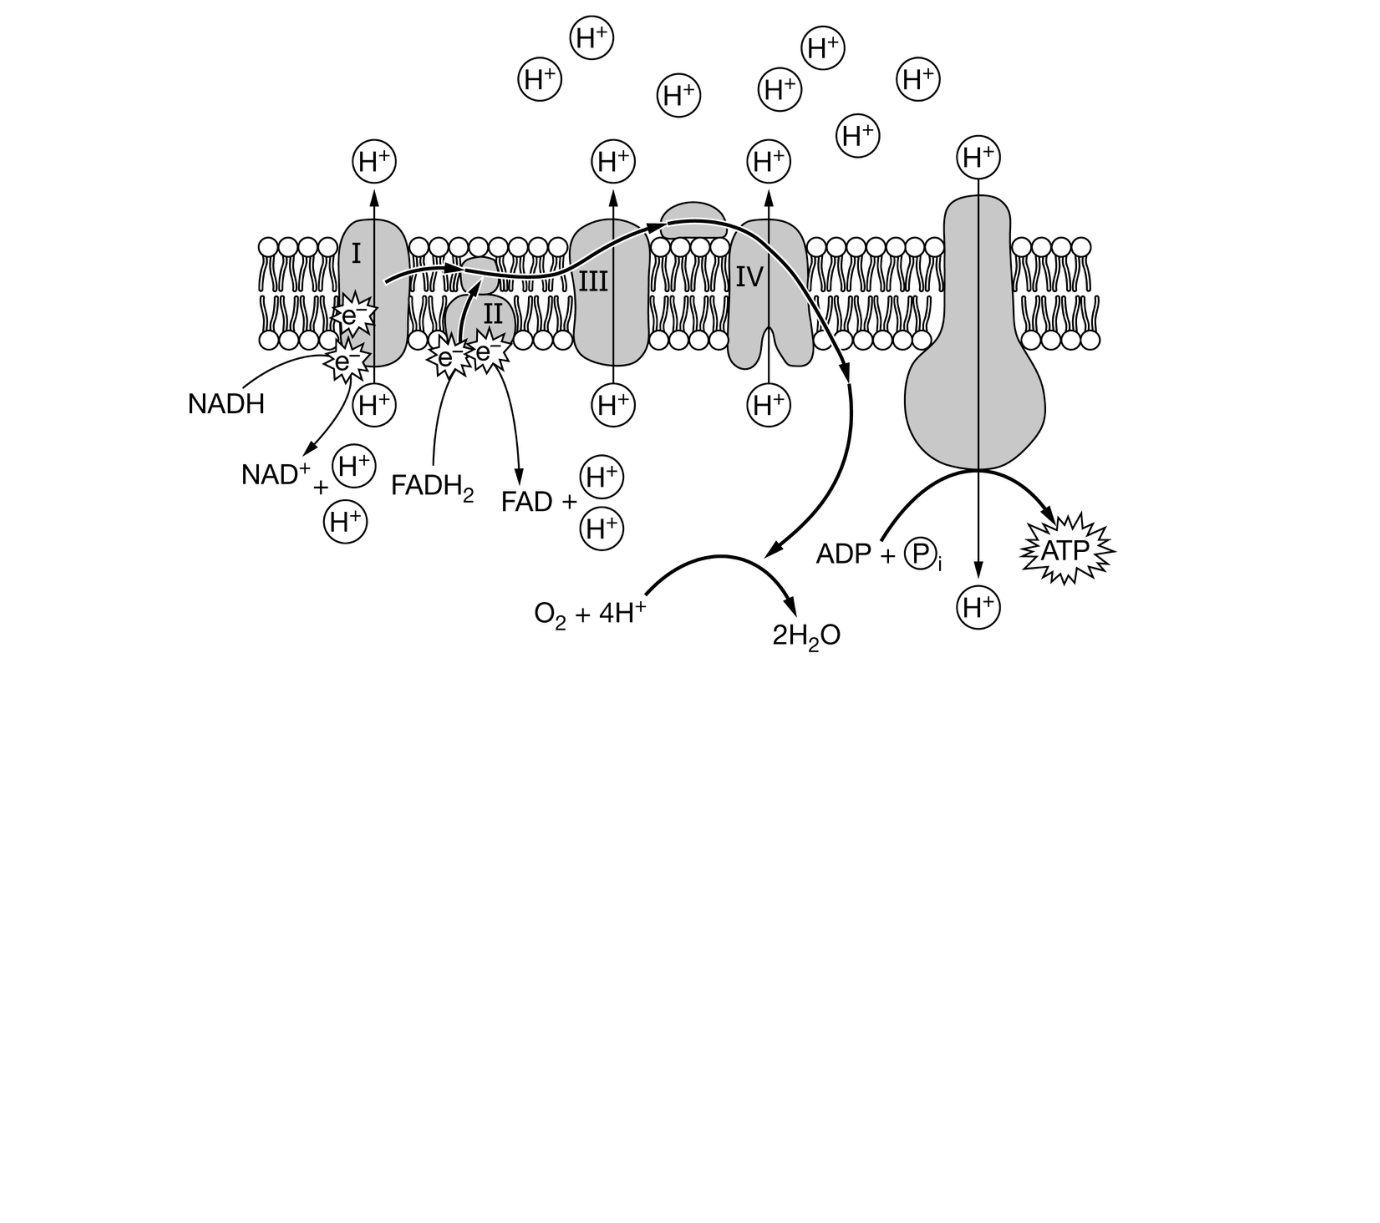 H⁺
H⁺
H⁺
H⁺
H⁺
H⁺
H⁺
H⁺
H⁺
H⁺
H⁺
I
II
III
IV
e⁻
e⁻
e⁻
e⁻
NADH
H⁺
H⁺
H⁺
NAD⁺ + H⁺
H⁺
FADH₂
FAD + H⁺
H⁺
ADP + Pᵢ
ATP
H⁺
O₂ + 4H⁺
2H₂O